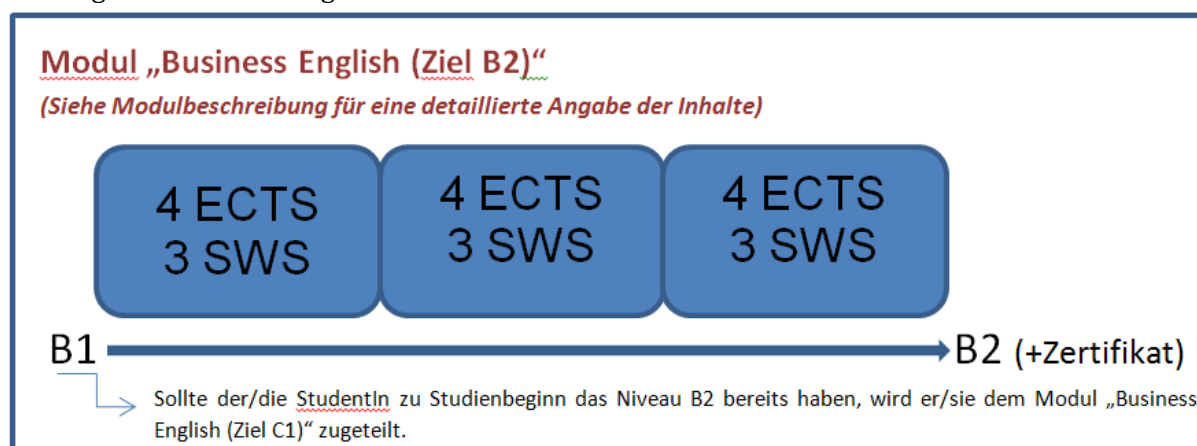 Modul „Business English (Ziel B2)“
(Siehe Modulbeschreibung für eine detaillierte Angabe der Inhalte)
4 ECTS
3 SWS
4 ECTS
3 SWS
4 ECTS
3 SWS
B1
B2 (+Zertifikat)
Sollte der/die StudentIn zu Studienbeginn das Niveau B2 bereits haben, wird er/sie dem Modul „Business
English (Ziel C1)“ zugeteilt.